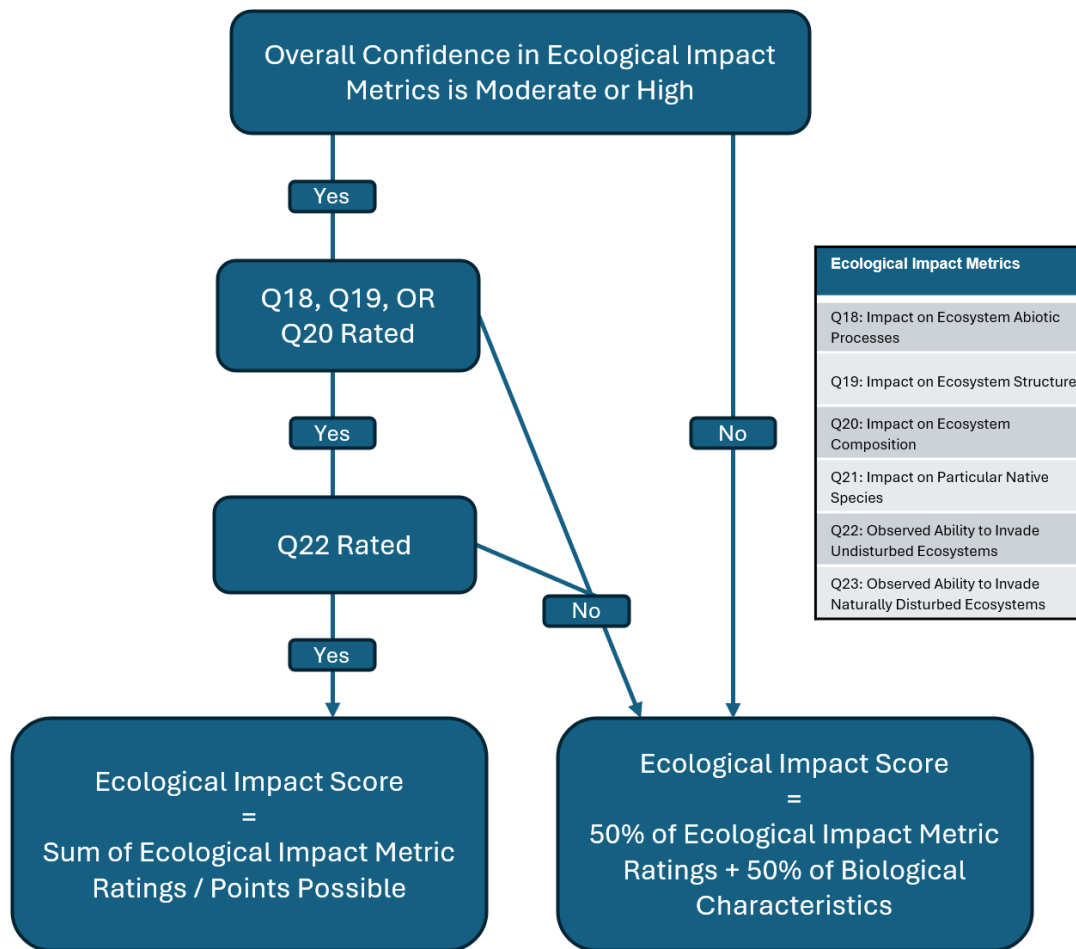 Overall Confidence in Ecological Impact
Metrics is Moderate or High
Yes
Q18, Q19, OR
Q20 Rated
Yes
No
Q22 Rated
No
Yes
Ecological Impact Score
=
Sum of Ecological Impact Metric
Ratings / Points Possible
Ecological Impact Score
=
50% of Ecological Impact Metric
Ratings + 50% of Biological
Characteristics
Ecological Impact Metrics
Q18: Impact on Ecosystem Abiotic
Processes
Q19: Impact on Ecosystem Structure
Q20: Impact on Ecosystem
Composition
Q21: Impact on Particular Native
Species
Q22: Observed Ability to Invade
Undisturbed Ecosystems
Q23: Observed Ability to Invade
Naturally Disturbed Ecosystems